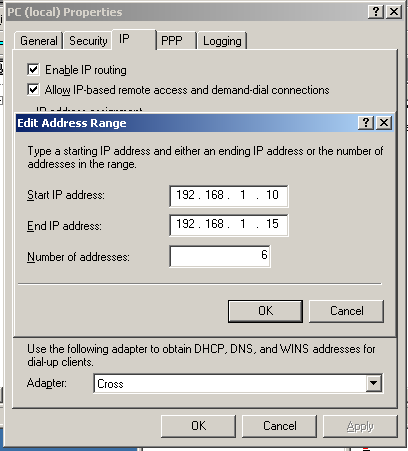 PC (local) Properties
General Security IP PPP Logging
Enable IP routing
Allow IP-based remote access and demand-dial connections
IP address assignment
Edit Address Range
Type a starting IP address and either an ending IP address or the number of
addresses in the range.
Start IP address: 192 . 168 . 1 . 10
End IP address: 192 . 168 . 1 . 15
Number of addresses: 6
OK Cancel
Use the following adapter to obtain DHCP, DNS, and WINS addresses for
dial-up clients.
Adapter: Cross
OK Cancel Apply